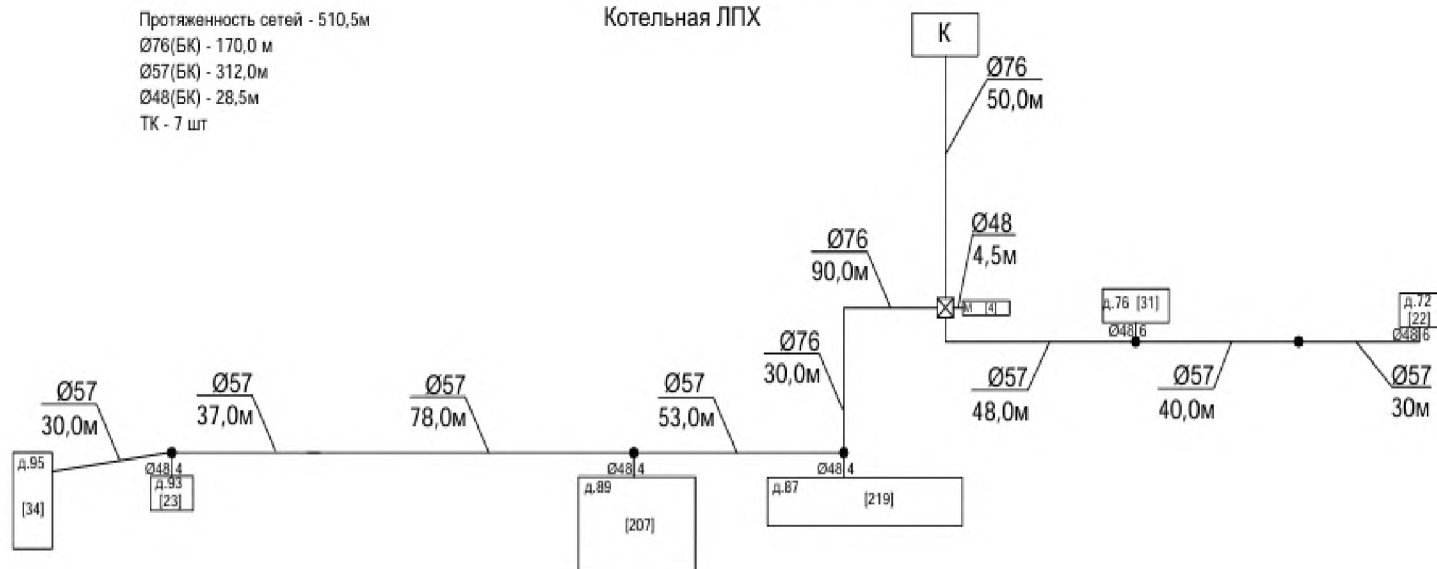 Протяженность сетей - 510,5м
Ø76(БК) - 170,0 м
Ø57(БК) - 312,0м
Ø48(БК) - 28,5м
ТК - 7 шт
Котельная ЛПХ
К
Ø76
50,0м
Ø48
4,5м
Ø76
90,0м
м [4]
д.76 [31]
Ø48 6
д.72
[22]
Ø48 6
Ø76
30,0м
Ø57
48,0м
Ø57
40,0м
Ø57
30м
Ø57
30,0м
Ø57
37,0м
Ø57
78,0м
Ø57
53,0м
д.95
[34]
Ø48 4
д.93
[23]
Ø48 4
д.89
[207]
Ø48 4
д.87
[219]